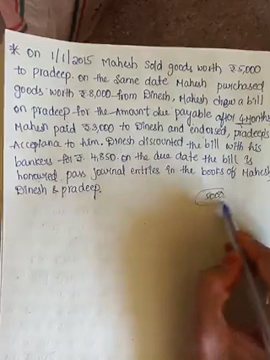 * On 1/1/2015 Mahesh Sold goods worth ₹5,000
to pradeep. on the same date Mahesh purchased
goods worth ₹8,000 from Dinesh, Mahesh drew a bill
on pradeep for the Amount due payable after 4 Months
Mahesh paid ₹3,000 to Dinesh and endorsed, pradeep's
Acceptance to him. Dinesh discounted the bill with his
bankers for ₹ 4,850. on the due date the bill is
honoured. pass journal entries in the books of Mahesh
Dinesh & pradeep.